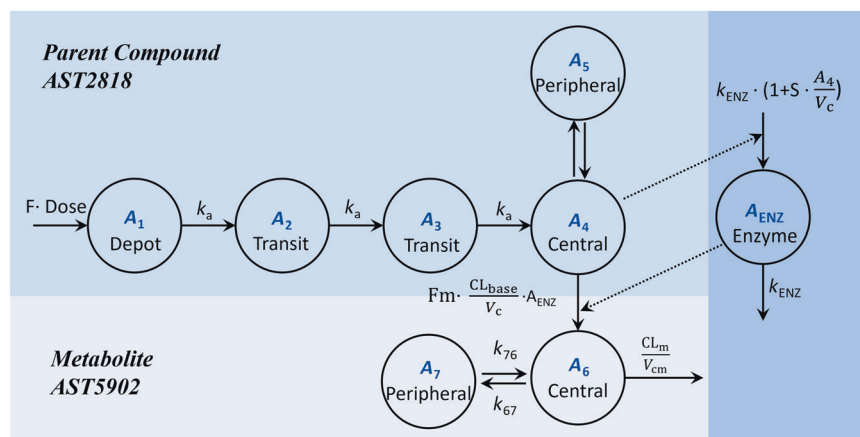 Parent Compound
AST2818
A5
Peripheral
kENZ · (1+S · A4/Vc)
F· Dose
A1
Depot
ka
A2
Transit
ka
A3
Transit
ka
A4
Central
AENZ
Enzyme
kENZ
Fm· CLbase/Vc ·AENZ
Metabolite
AST5902
A7
Peripheral
k76
k67
A6
Central
CLm/Vcm